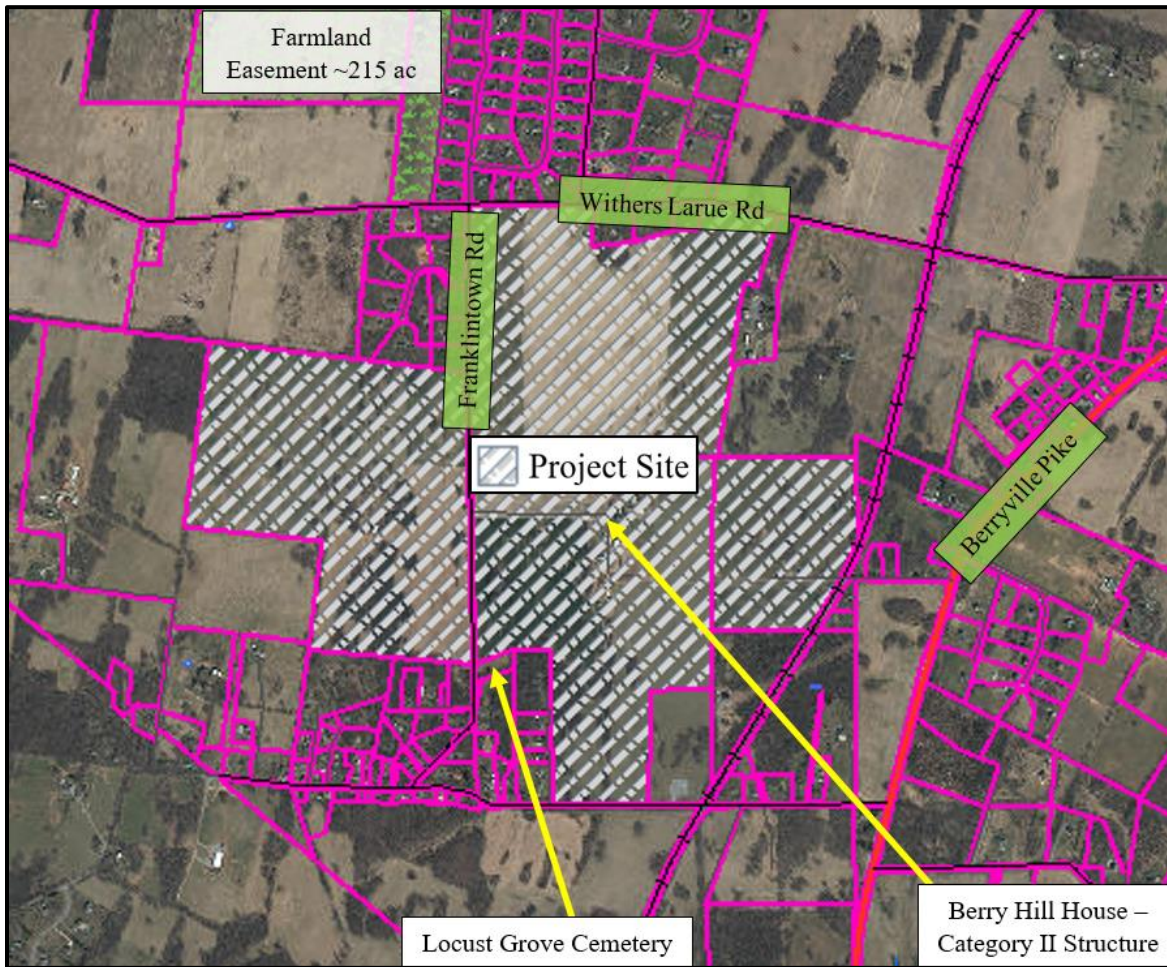 Farmland
Easement ~215 ac
Withers Larue Rd
Franklintown Rd
Project Site
Berryville Pike
Locust Grove Cemetery
Berry Hill House –
Category II Structure